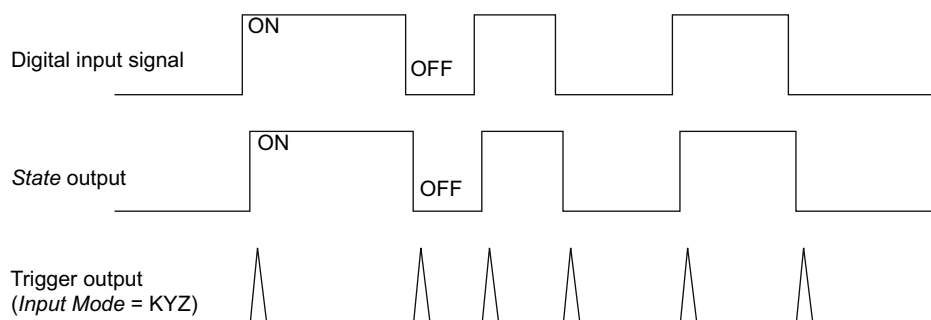 ON
Digital input signal
OFF
ON
State output
OFF
Trigger output
(Input Mode = KYZ)